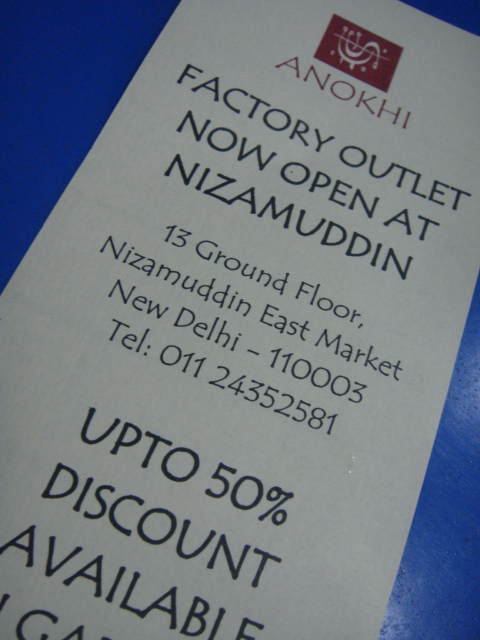 ANOKHI
FACTORY OUTLET
NOW OPEN AT
NIZAMUDDIN
13 Ground Floor,
Nizamuddin East Market
New Delhi - 110003
Tel: 011 24352581
UPTO 50%
DISCOUNT
AVAILABLE